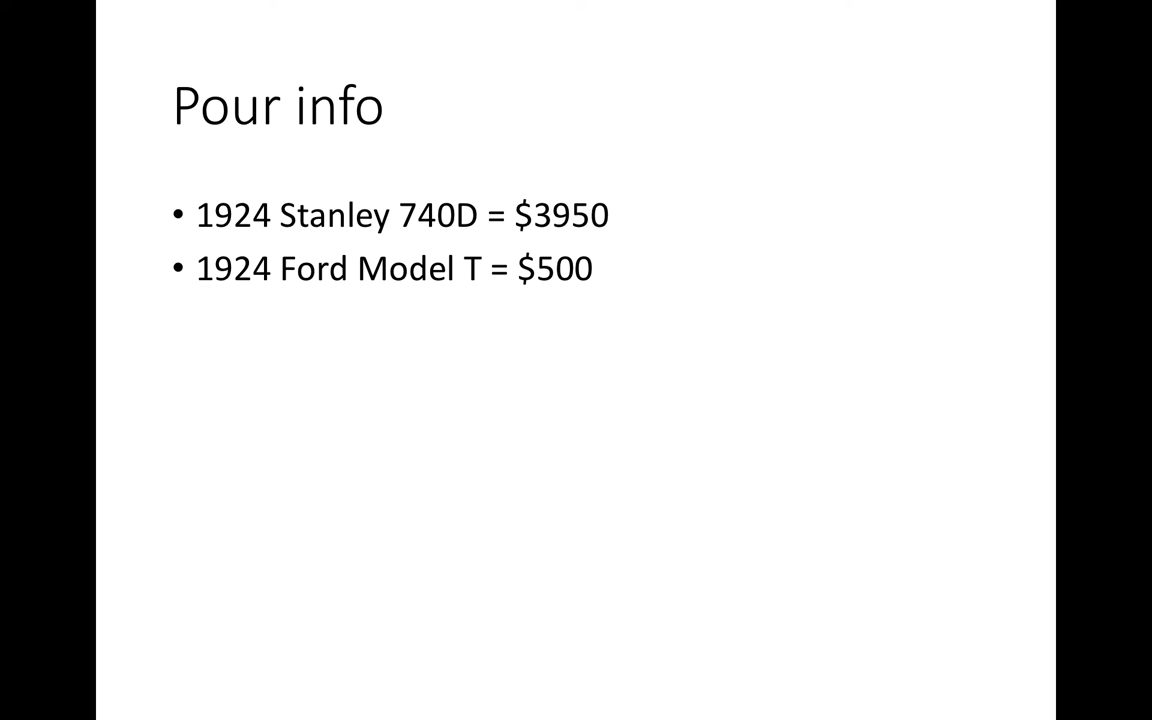 Pour info
• 1924 Stanley 740D = $3950
• 1924 Ford Model T = $500